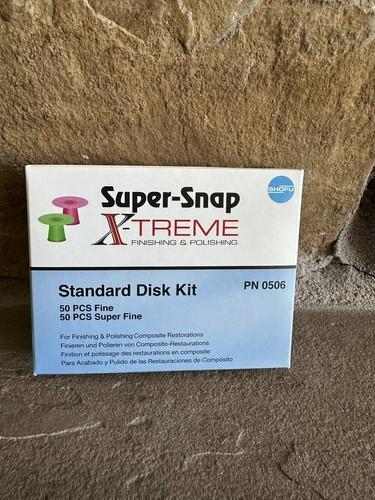 Super-Snap
SHOFU
X-TREME
FINISHING & POLISHING
Standard Disk Kit
PN 0506
50 PCS Fine
50 PCS Super Fine
For Finishing & Polishing Composite Restorations
Finieren und Polieren von Composite-Restaurationen
Finition et polissage des restaurations en composite
Para Acabado y Pulido de las Restauraciones de Composito